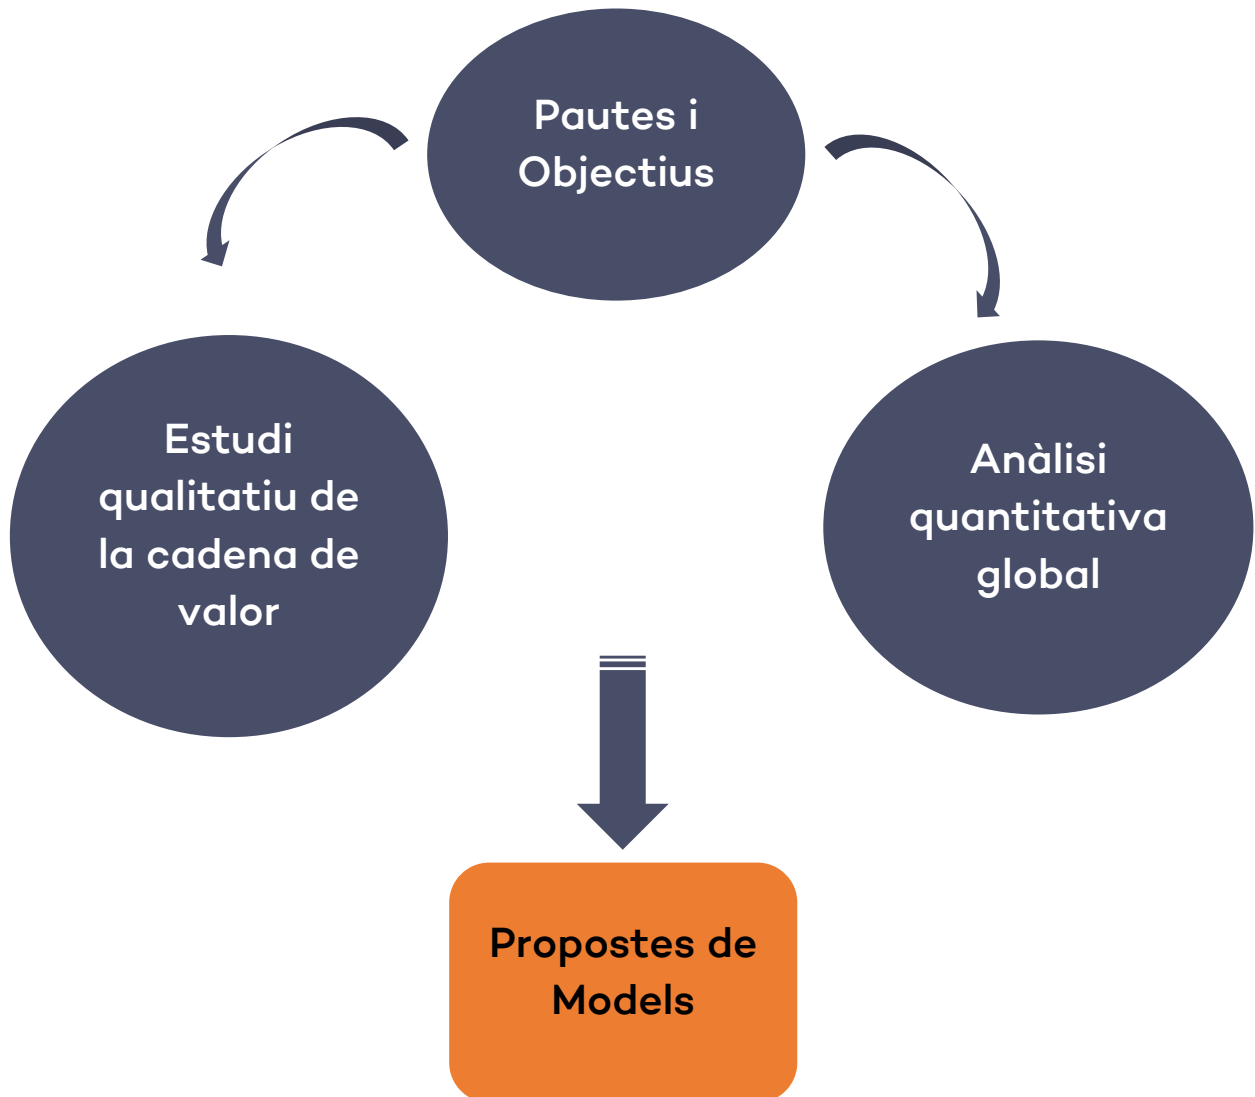 Pautes i
Objectius
Estudi
qualitatiu de
la cadena de
valor
Anàlisi
quantitativa
global
Propostes de
Models